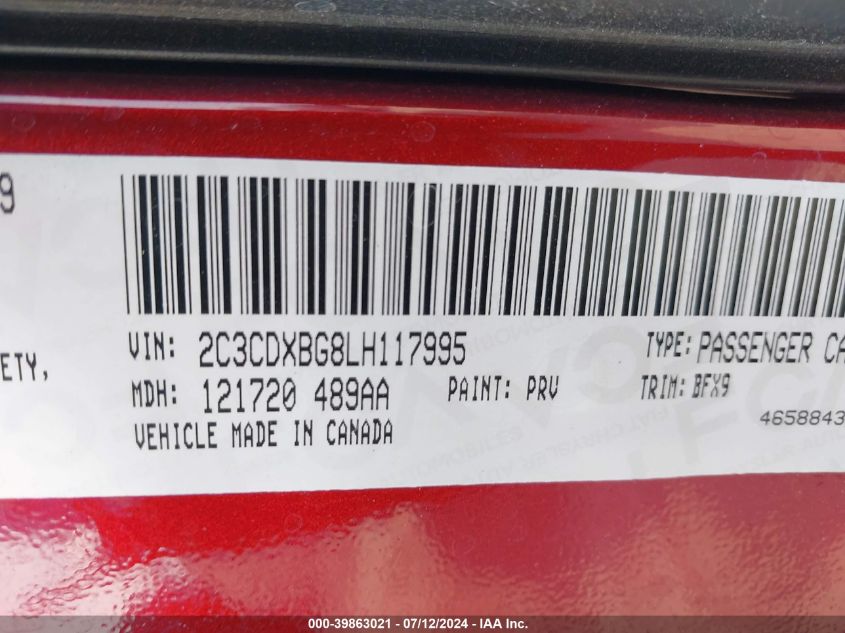 9
VIN: 2C3CDXBG8LH117995 TYPE: PASSENGER CA
ETY,
MDH: 121720 489AA PAINT: PRV TRIM: BFX9
4658843
VEHICLE MADE IN CANADA
000-39863021 - 07/12/2024 - IAA Inc.